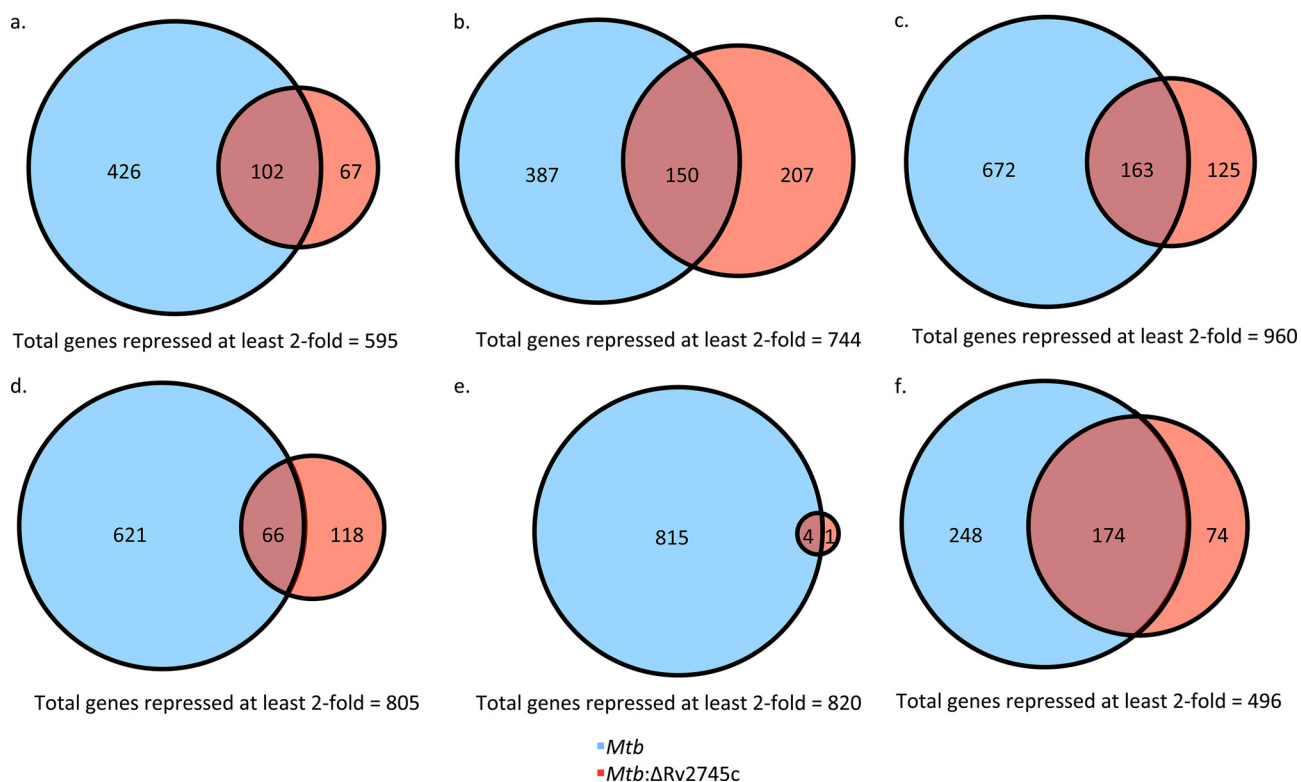 a.
b.
c.
426
102
67
387
150
207
672
163
125
Total genes repressed at least 2-fold = 595
Total genes repressed at least 2-fold = 744
Total genes repressed at least 2-fold = 960
d.
e.
f.
621
66
118
815
4
1
248
174
74
Total genes repressed at least 2-fold = 805
Total genes repressed at least 2-fold = 820
Total genes repressed at least 2-fold = 496
Mtb
Mtb:ΔRv2745c